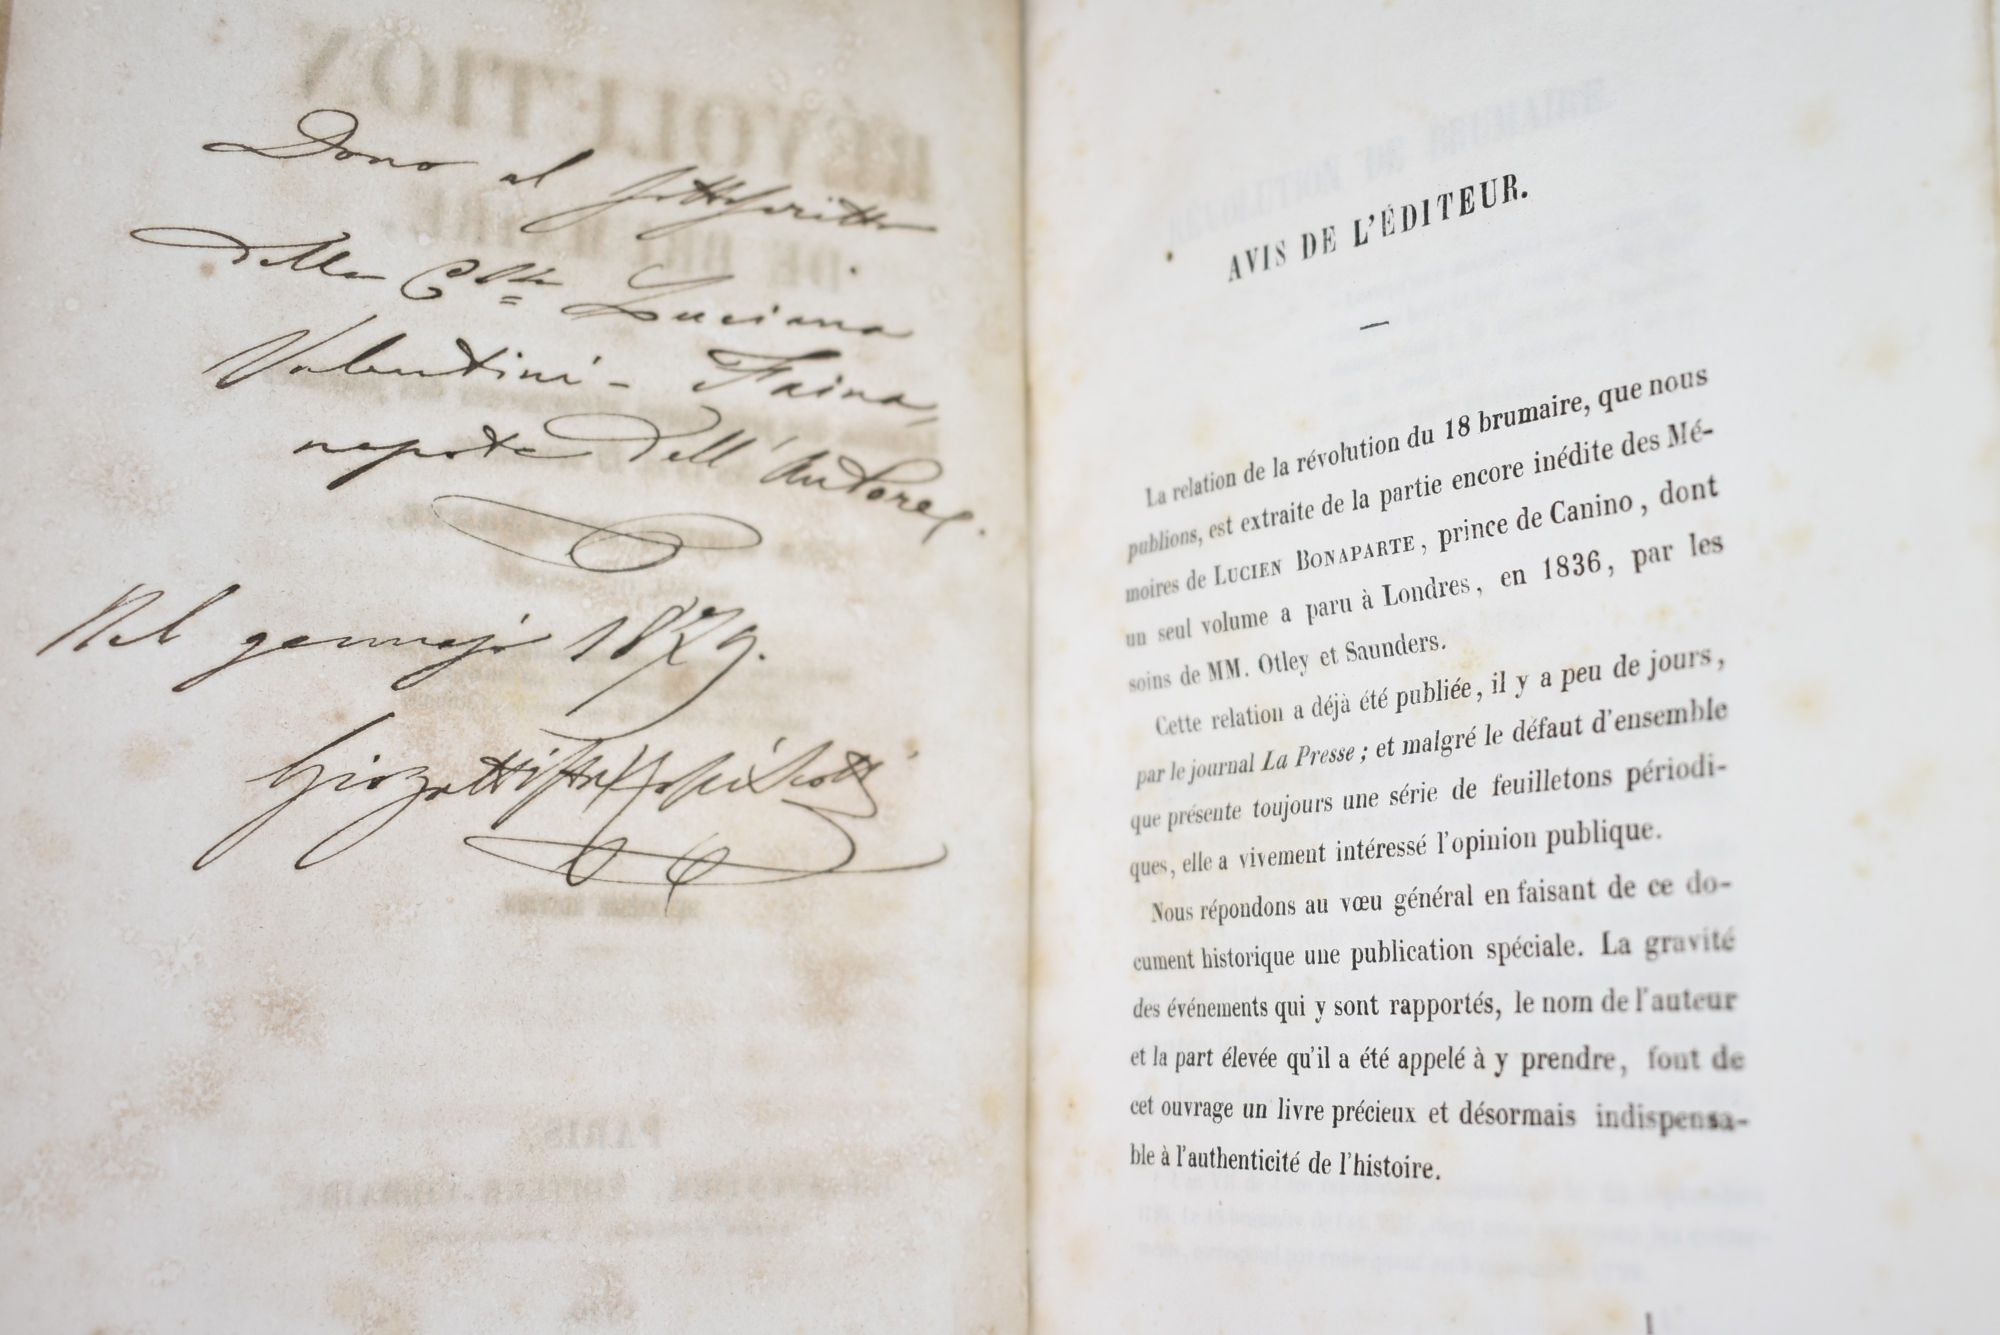 Dono al sottoscritto
della C.ssa Luciana
Valentini - Faina,
nepote dell'Autore.
Nel gennajo 1879.
AVIS DE L'ÉDITEUR.
La relation de la révolution du 18 brumaire, que nous
publions, est extraite de la partie encore inédite des Mé-
moires de LUCIEN BONAPARTE, prince de Canino, dont
un seul volume a paru à Londres, en 1836, par les
soins de MM. Otley et Saunders.
Cette relation a déjà été publiée, il y a peu de jours,
par le journal La Presse; et malgré le défaut d'ensemble
que présente toujours une série de feuilletons périodi-
ques, elle a vivement intéressé l'opinion publique.
Nous répondons au vœu général en faisant de ce do-
cument historique une publication spéciale. La gravité
des événements qui y sont rapportés, le nom de l'auteur
et la part élevée qu'il a été appelé à y prendre, font de
cet ouvrage un livre précieux et désormais indispensa-
ble à l'authenticité de l'histoire.